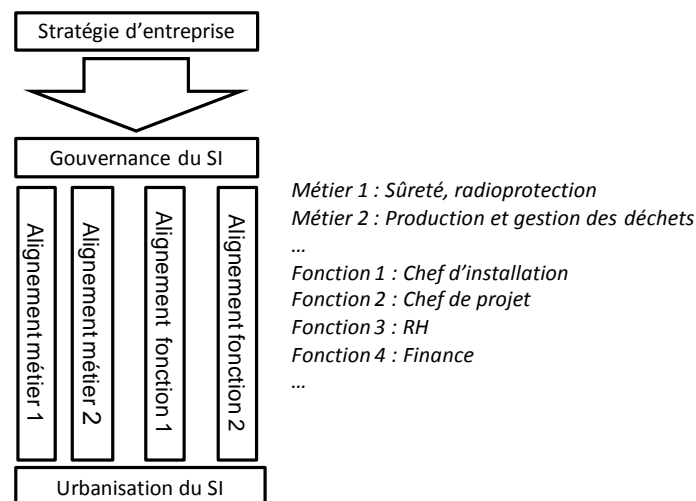 Stratégie d’entreprise
Gouvernance du SI
Alignement métier 1
Alignement métier 2
Alignement fonction 1
Alignement fonction 2
Métier 1 : Sûreté, radioprotection
Métier 2 : Production et gestion des déchets
...
Fonction 1 : Chef d’installation
Fonction 2 : Chef de projet
Fonction 3 : RH
Fonction 4 : Finance
...
Urbanisation du SI